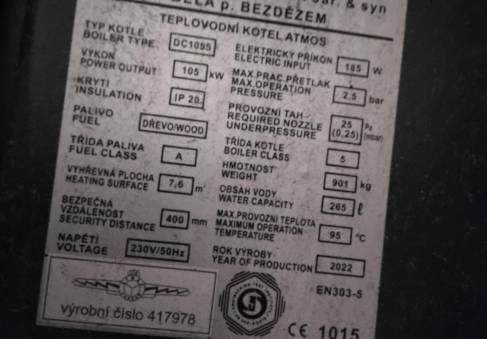 & syn
BĚLÁ p. BEZDĚZEM
TEPLOVODNÍ KOTEL ATMOS
TYP KOTLE
BOILER TYPE DC105S
VÝKON
POWER OUTPUT 105 kW
KRYTÍ
INSULATION IP 20
PALIVO
FUEL DŘEVO/WOOD
TŘÍDA PALIVA
FUEL CLASS A
VÝHŘEVNÁ PLOCHA
HEATING SURFACE 7,6 m²
BEZPEČNÁ
VZDÁLENOST
SECURITY DISTANCE 400 mm
NAPĚTÍ
VOLTAGE 230V/50Hz
ELEKTRICKÝ PŘÍKON
ELECTRIC INPUT 185 W
MAX.PRAC.PŘETLAK
MAX.OPERATION
PRESSURE 2,5 bar
PROVOZNÍ TAH
REQUIRED NOZZLE
UNDERPRESSURE 25 Pa
(0,25) (mbar)
TŘÍDA KOTLE
BOILER CLASS 5
HMOTNOST
WEIGHT 901 kg
OBSAH VODY
WATER CAPACITY 265 ℓ
MAX.PROVOZNI TEPLOTA
MAXIMUM OPERATION
TEMPERATURE 95 °C
ROK VÝROBY
YEAR OF PRODUCTION 2022
EN303-5
výrobní číslo 417978
CE 1015